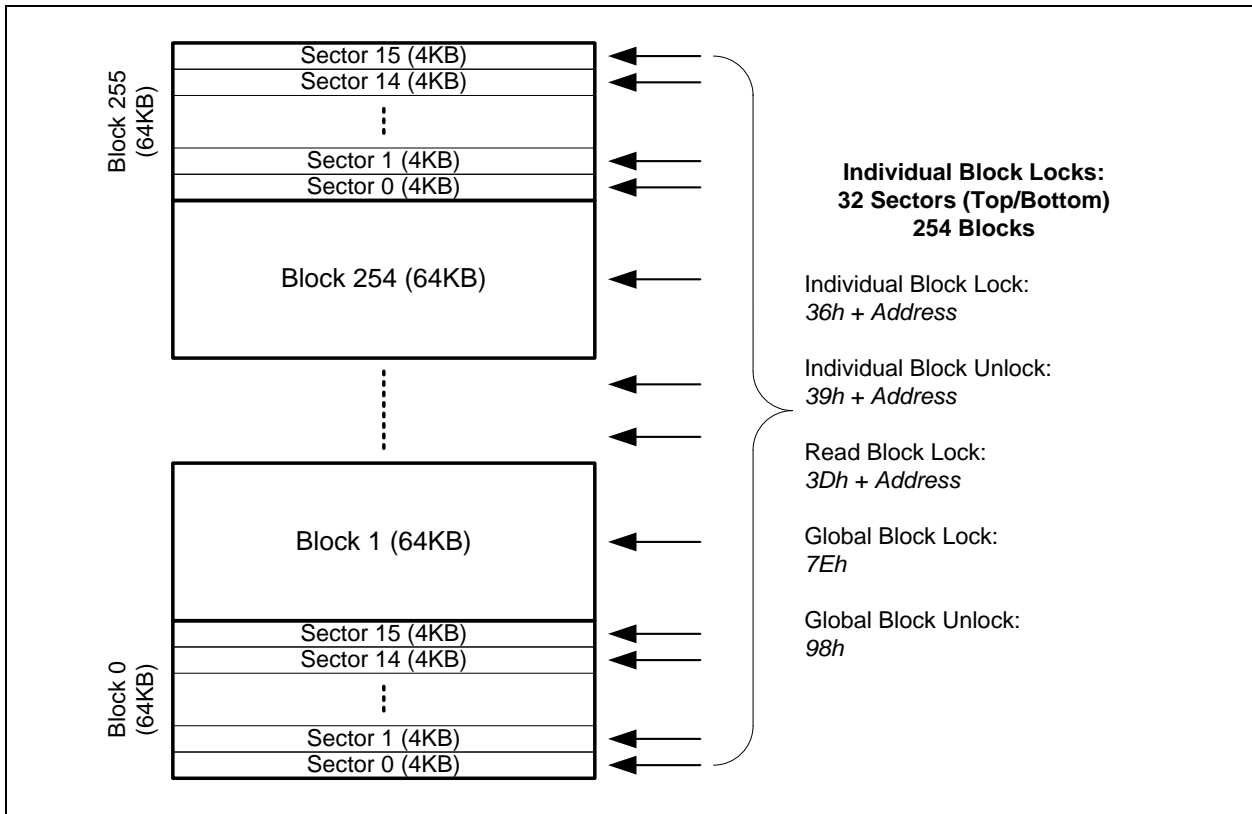 Block 255
(64KB)
Sector 15 (4KB)
Sector 14 (4KB)
Sector 1 (4KB)
Sector 0 (4KB)
Block 254 (64KB)
Block 1 (64KB)
Block 0
(64KB)
Sector 15 (4KB)
Sector 14 (4KB)
Sector 1 (4KB)
Sector 0 (4KB)
Individual Block Locks:
32 Sectors (Top/Bottom)
254 Blocks
Individual Block Lock:
36h + Address
Individual Block Unlock:
39h + Address
Read Block Lock:
3Dh + Address
Global Block Lock:
7Eh
Global Block Unlock:
98h